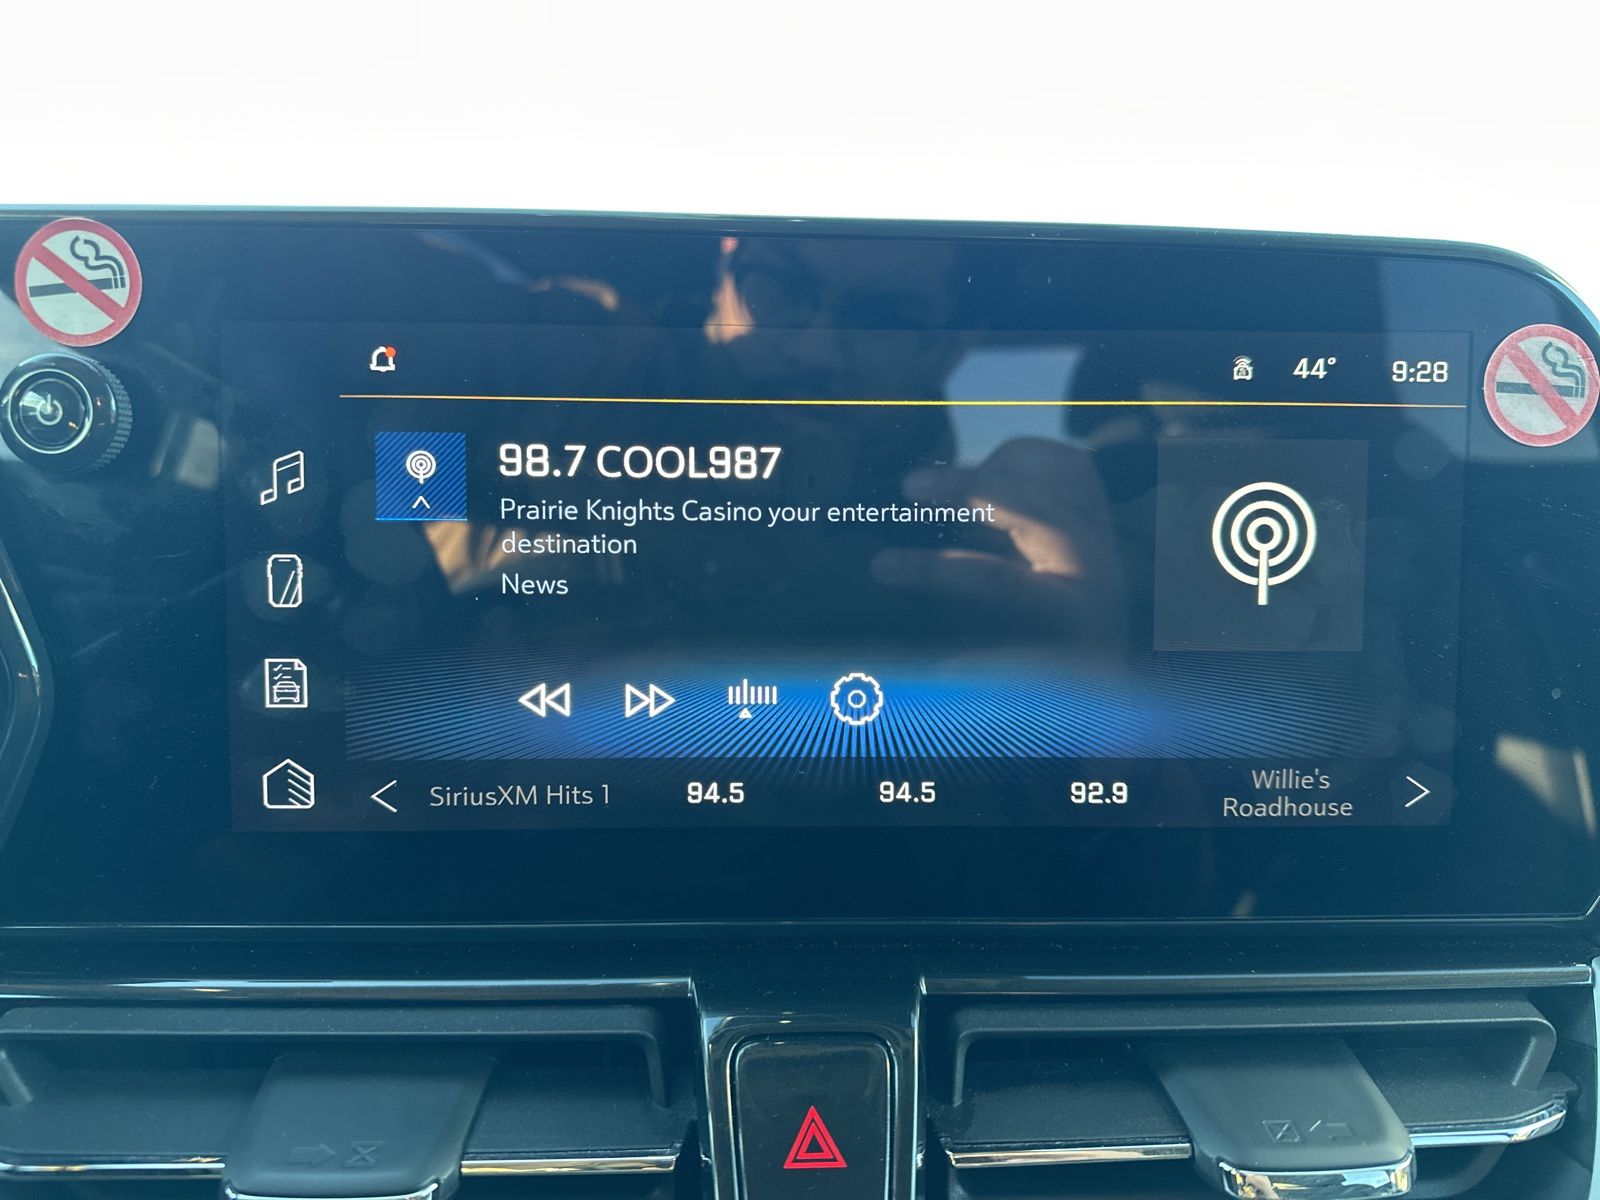 44° 9:28
98.7 COOL987
Prairie Knights Casino your entertainment
destination
News
SiriusXM Hits 1 94.5 94.5 92.9 Willie's
Roadhouse